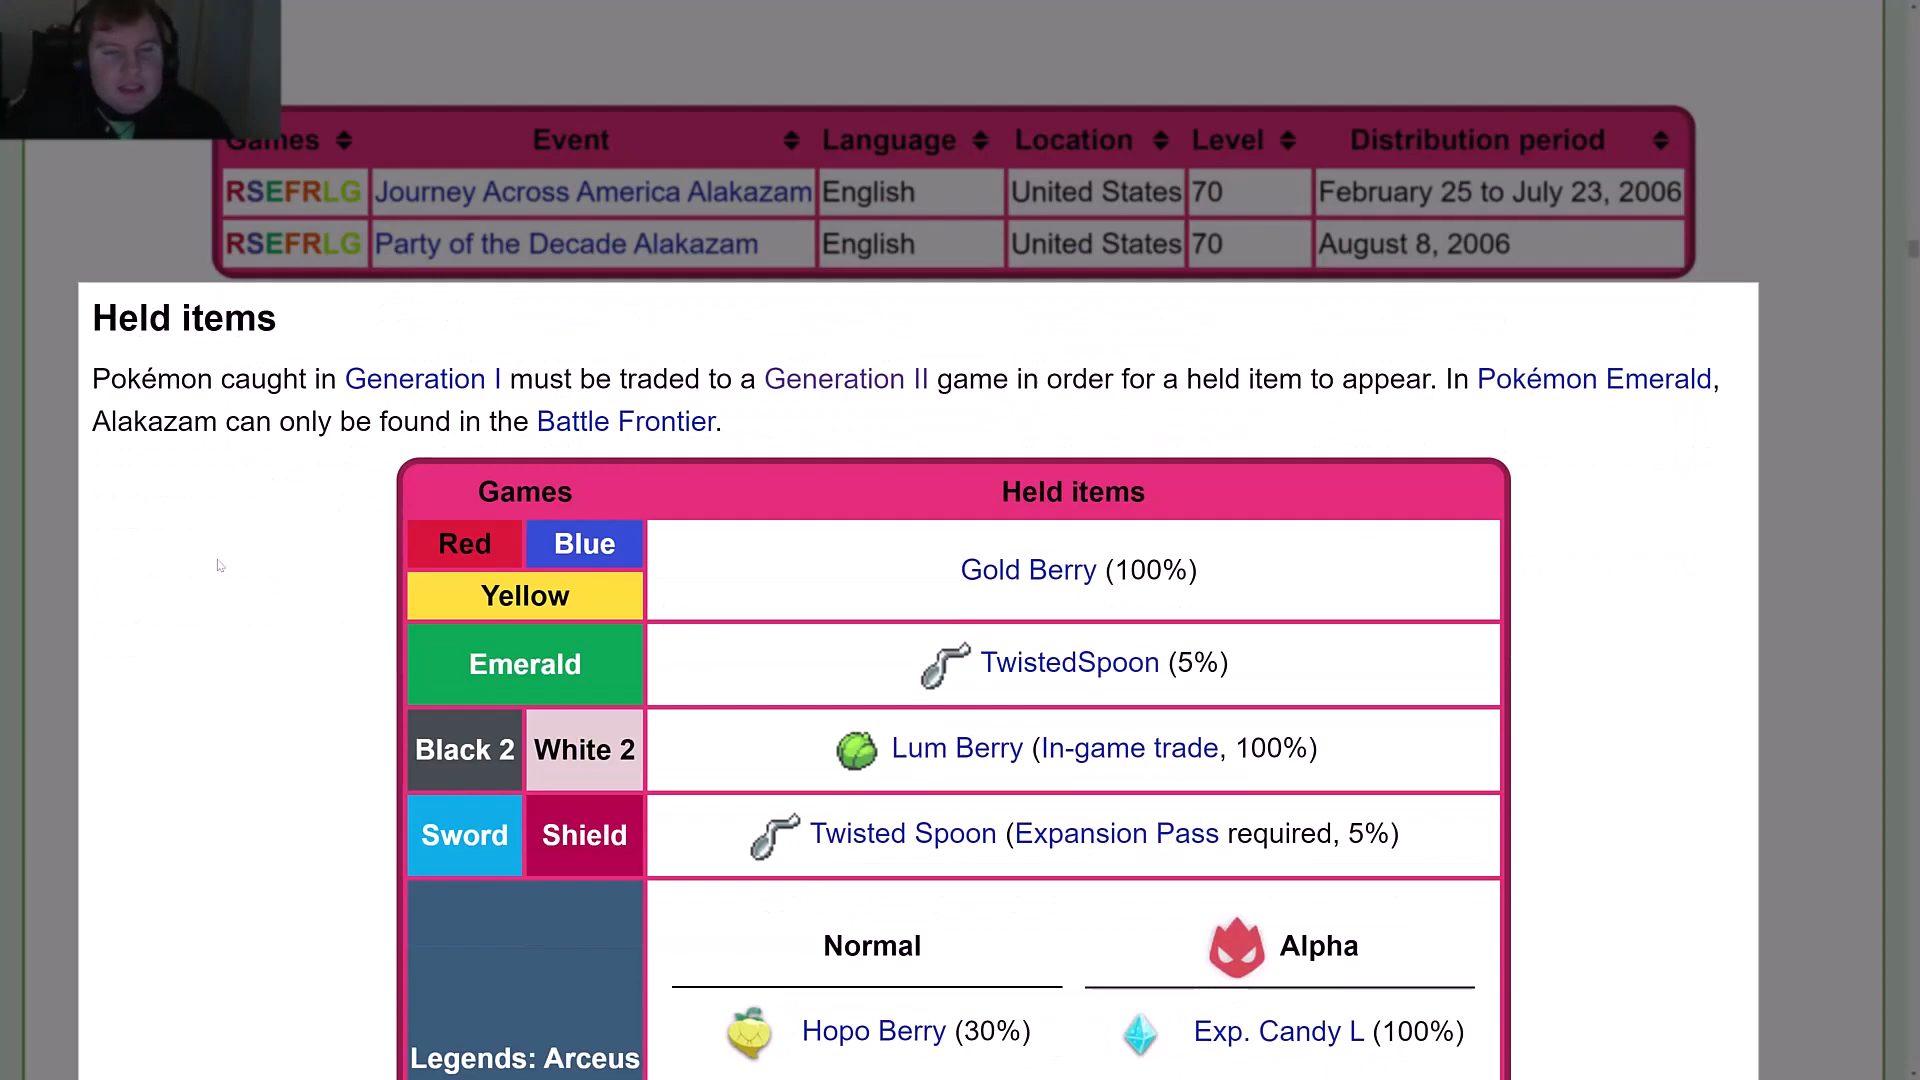 Games Event Language Location Level Distribution period
RSEFRLG Journey Across America Alakazam English United States 70 February 25 to July 23, 2006
RSEFRLG Party of the Decade Alakazam English United States 70 August 8, 2006
Held items
Pokémon caught in Generation I must be traded to a Generation II game in order for a held item to appear. In Pokémon Emerald,
Alakazam can only be found in the Battle Frontier.
Games Held items
Red Blue
Gold Berry (100%)
Yellow
Emerald TwistedSpoon (5%)
Black 2 White 2 Lum Berry (In-game trade, 100%)
Sword Shield Twisted Spoon (Expansion Pass required, 5%)
Normal Alpha
Hopo Berry (30%) Exp. Candy L (100%)
Legends: Arceus